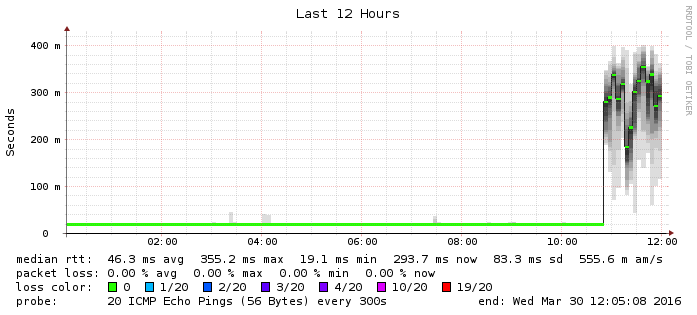 Last 12 Hours
RRDTOOL / TOBI OETIKER
Seconds
400 m
300 m
200 m
100 m
0
02:00 04:00 06:00 08:00 10:00 12:00
median rtt: 46.3 ms avg 355.2 ms max 19.1 ms min 293.7 ms now 83.3 ms sd 555.6 m am/s
packet loss: 0.00 % avg 0.00 % max 0.00 % min 0.00 % now
loss color: 0 1/20 2/20 3/20 4/20 10/20 19/20
probe: 20 ICMP Echo Pings (56 Bytes) every 300s end: Wed Mar 30 12:05:08 2016